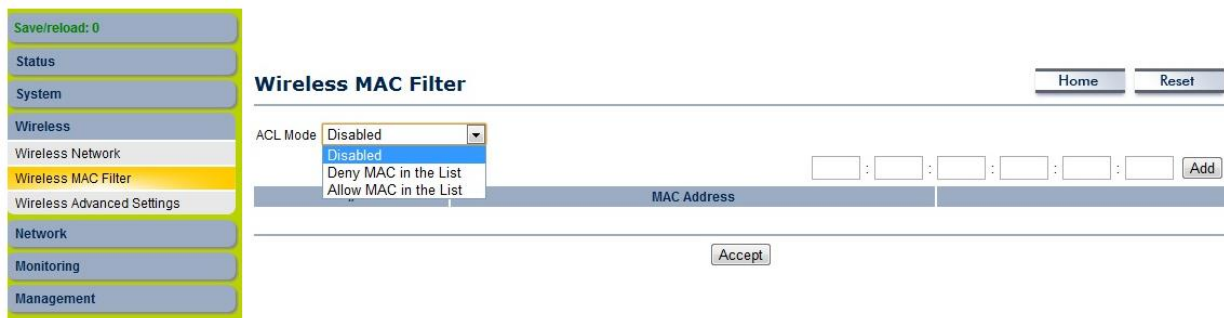 Save/reload: 0
Status
System
Wireless
Wireless Network
Wireless MAC Filter
Wireless Advanced Settings
Network
Monitoring
Management
Wireless MAC Filter
Home
Reset
ACL Mode Disabled
Disabled
Deny MAC in the List
Allow MAC in the List
: : : : : Add
MAC Address
Accept